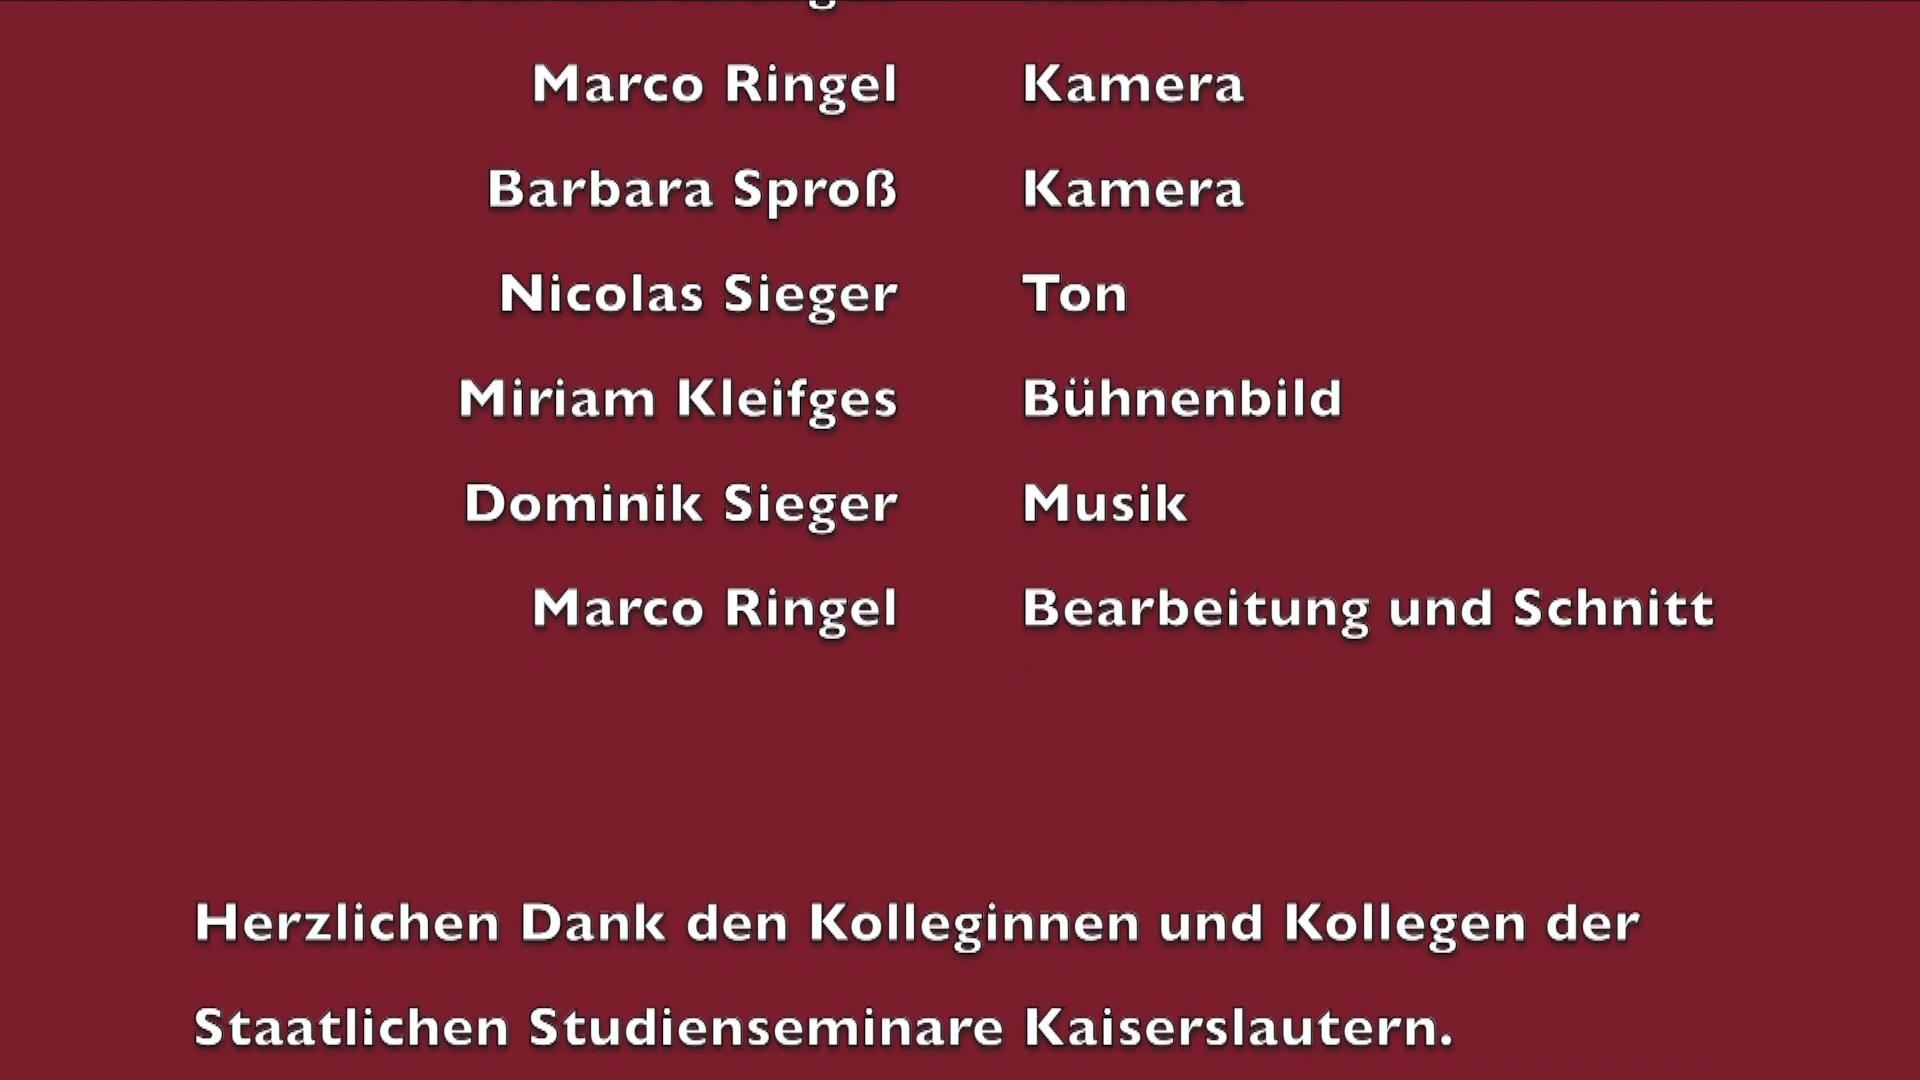 Marco Ringel Kamera
Barbara Sproß Kamera
Nicolas Sieger Ton
Miriam Kleifges Bühnenbild
Dominik Sieger Musik
Marco Ringel Bearbeitung und Schnitt
Herzlichen Dank den Kolleginnen und Kollegen der
Staatlichen Studienseminare Kaiserslautern.